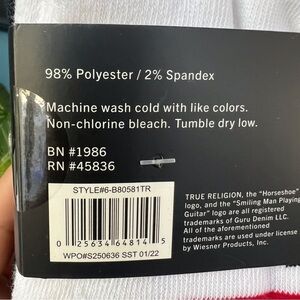 98% Polyester / 2% Spandex
Machine wash cold with like colors.
Non-chlorine bleach. Tumble dry low.
BN #1986
RN #45836
STYLE#6-B80581TR
0 25634 64814 5
WPO#S250636 SSN 01/22
TRUE RELIGION, the "Horseshoe"
logo, and the "Smiling Man Playing
Guitar" logo are all registered
trademarks of Guru Denim LLC.
All of the aforementioned
trademarks are used under license
by Wiesner Products, Inc.